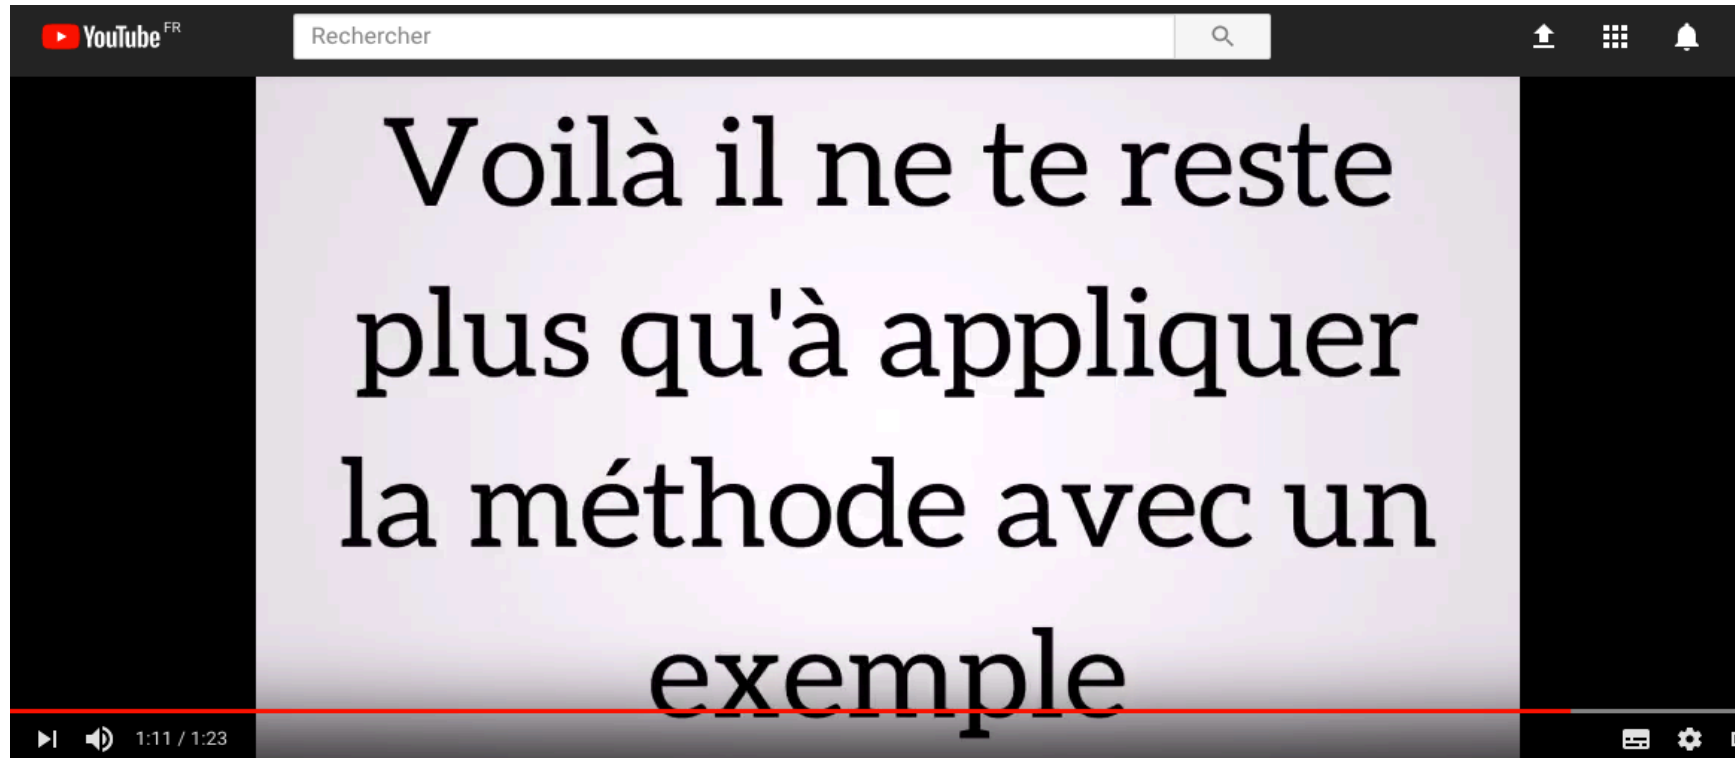 YouTube FR
Rechercher
Voilà il ne te reste
plus qu'à appliquer
la méthode avec un
exemple
1:11 / 1:23